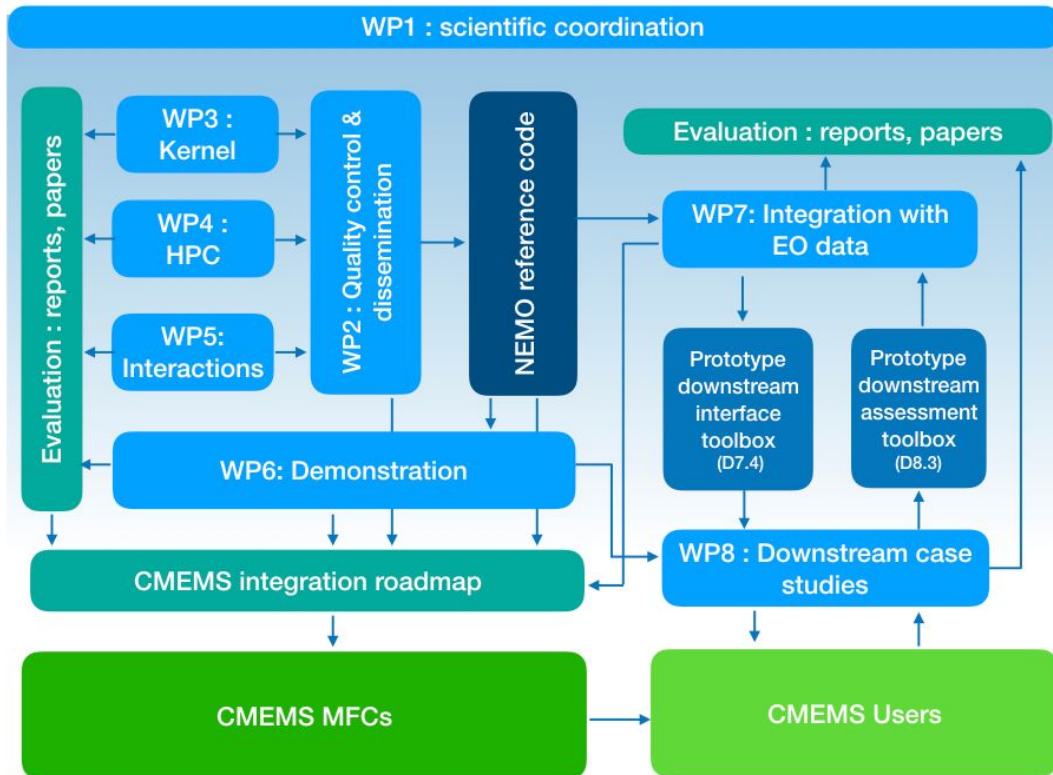 WP1 : scientific coordination
Evaluation : reports, papers
WP3 :
Kernel
WP4 :
HPC
WP5:
Interactions
WP2 : Quality control &
dissemination
NEMO reference code
Evaluation : reports, papers
WP7: Integration with
EO data
Prototype
downstream
interface
toolbox
(D7.4)
Prototype
downstream
assessment
toolbox
(D8.3)
WP6: Demonstration
WP8 : Downstream case
studies
CMEMS integration roadmap
CMEMS MFCs
CMEMS Users